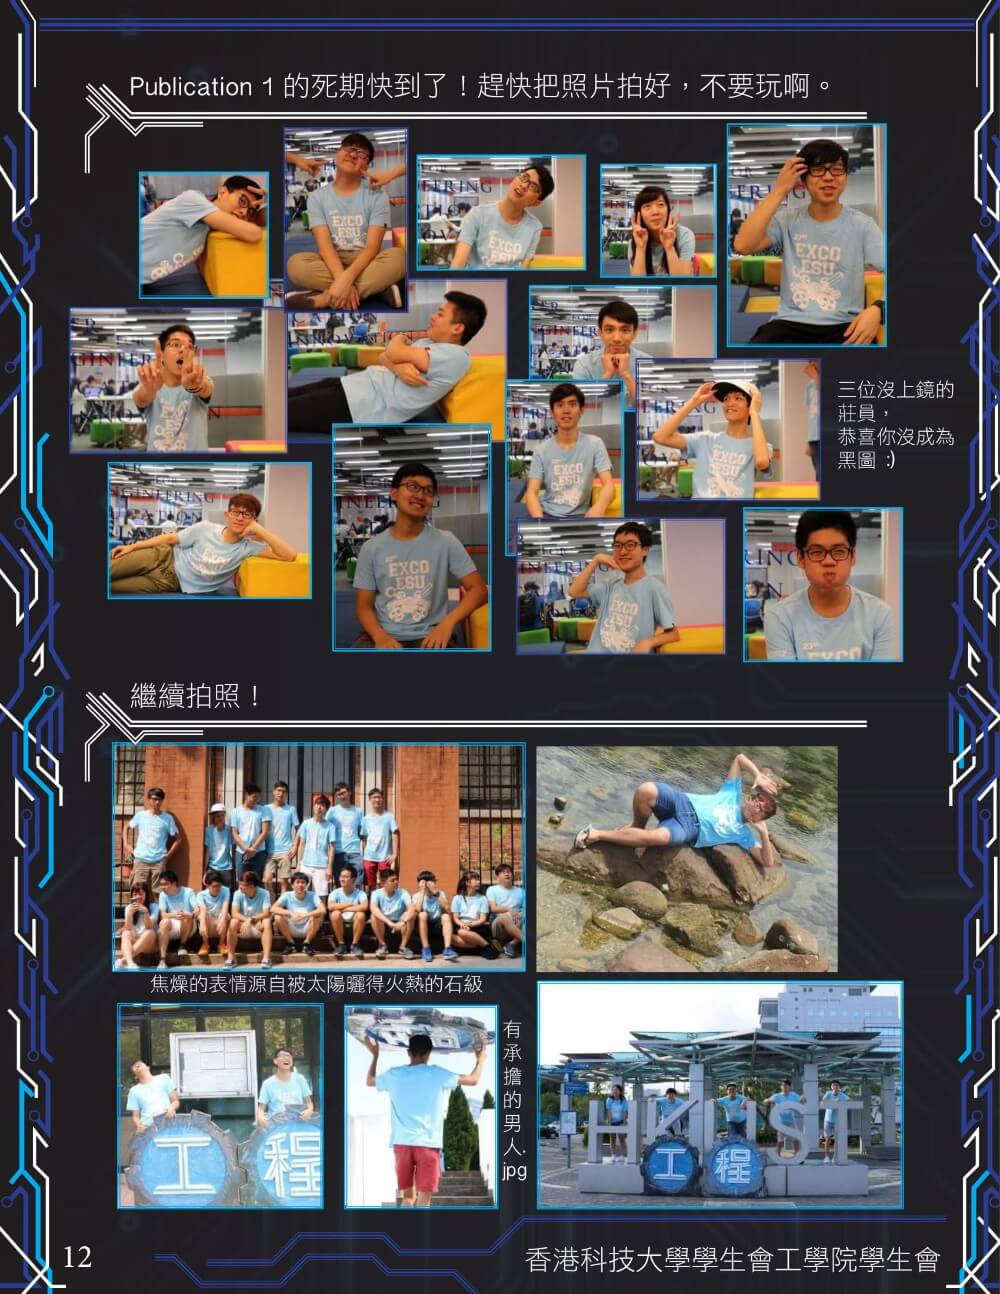 Publication 1 的死期快到了！趕快把照片拍好，不要玩啊。
三位沒上鏡的
莊員，
恭喜你沒成為
黑圖 :)
繼續拍照！
焦燥的表情源自被太陽曬得火熱的石級
有承擔的男人.jpg
工程
HKUST
工程
12
香港科技大學學生會工學院學生會